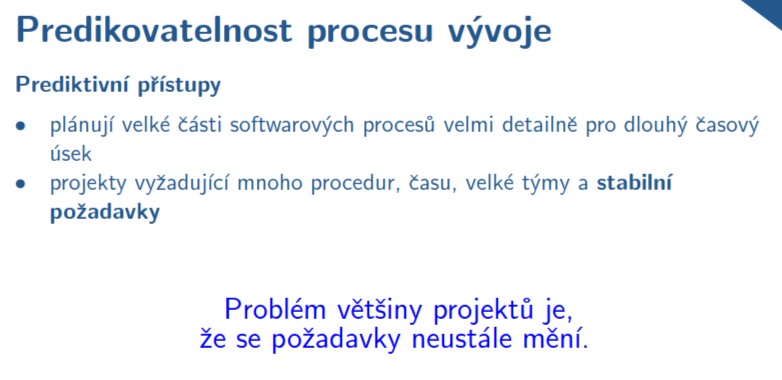 Predikovatelnost procesu vývoje
Prediktivní přístupy
• plánují velké části softwarových procesů velmi detailně pro dlouhý časový
úsek
• projekty vyžadující mnoho procedur, času, velké týmy a stabilní
požadavky
Problém většiny projektů je,
že se požadavky neustále mění.